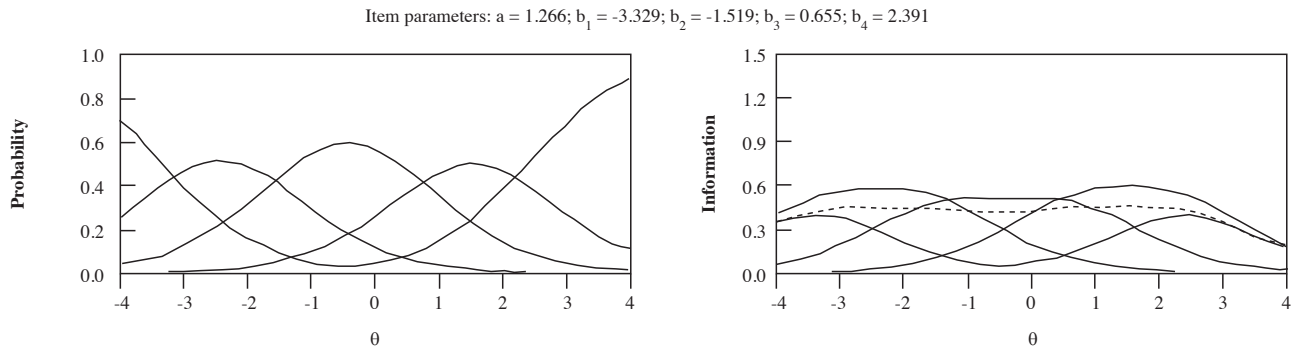 Item parameters: a = 1.266; b1 = -3.329; b2 = -1.519; b3 = 0.655; b4 = 2.391
Probability
1.0
0.8
0.6
0.4
0.2
0.0
-4 -3 -2 -1 0 1 2 3 4
θ
Information
1.5
1.2
0.9
0.6
0.3
0.0
-4 -3 -2 -1 0 1 2 3 4
θ